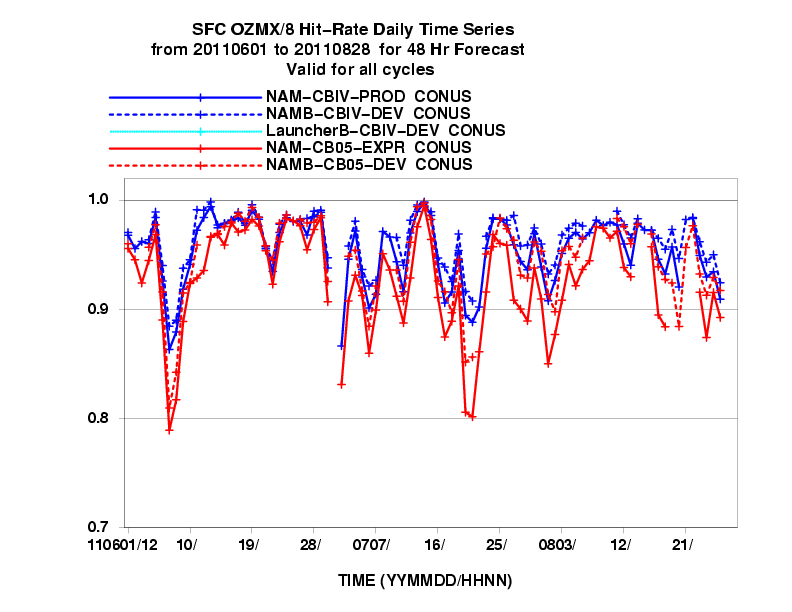 SFC OZMX/8 Hit-Rate Daily Time Series
from 20110601 to 20110828 for 48 Hr Forecast
Valid for all cycles
NAM-CBIV-PROD CONUS
NAMB-CBIV-DEV CONUS
LauncherB-CBIV-DEV CONUS
NAM-CB05-EXPR CONUS
NAMB-CB05-DEV CONUS
1.0
0.9
0.8
0.7
110601/12 10/ 19/ 28/ 0707/ 16/ 25/ 0803/ 12/ 21/
TIME (YYMMDD/HHNN)